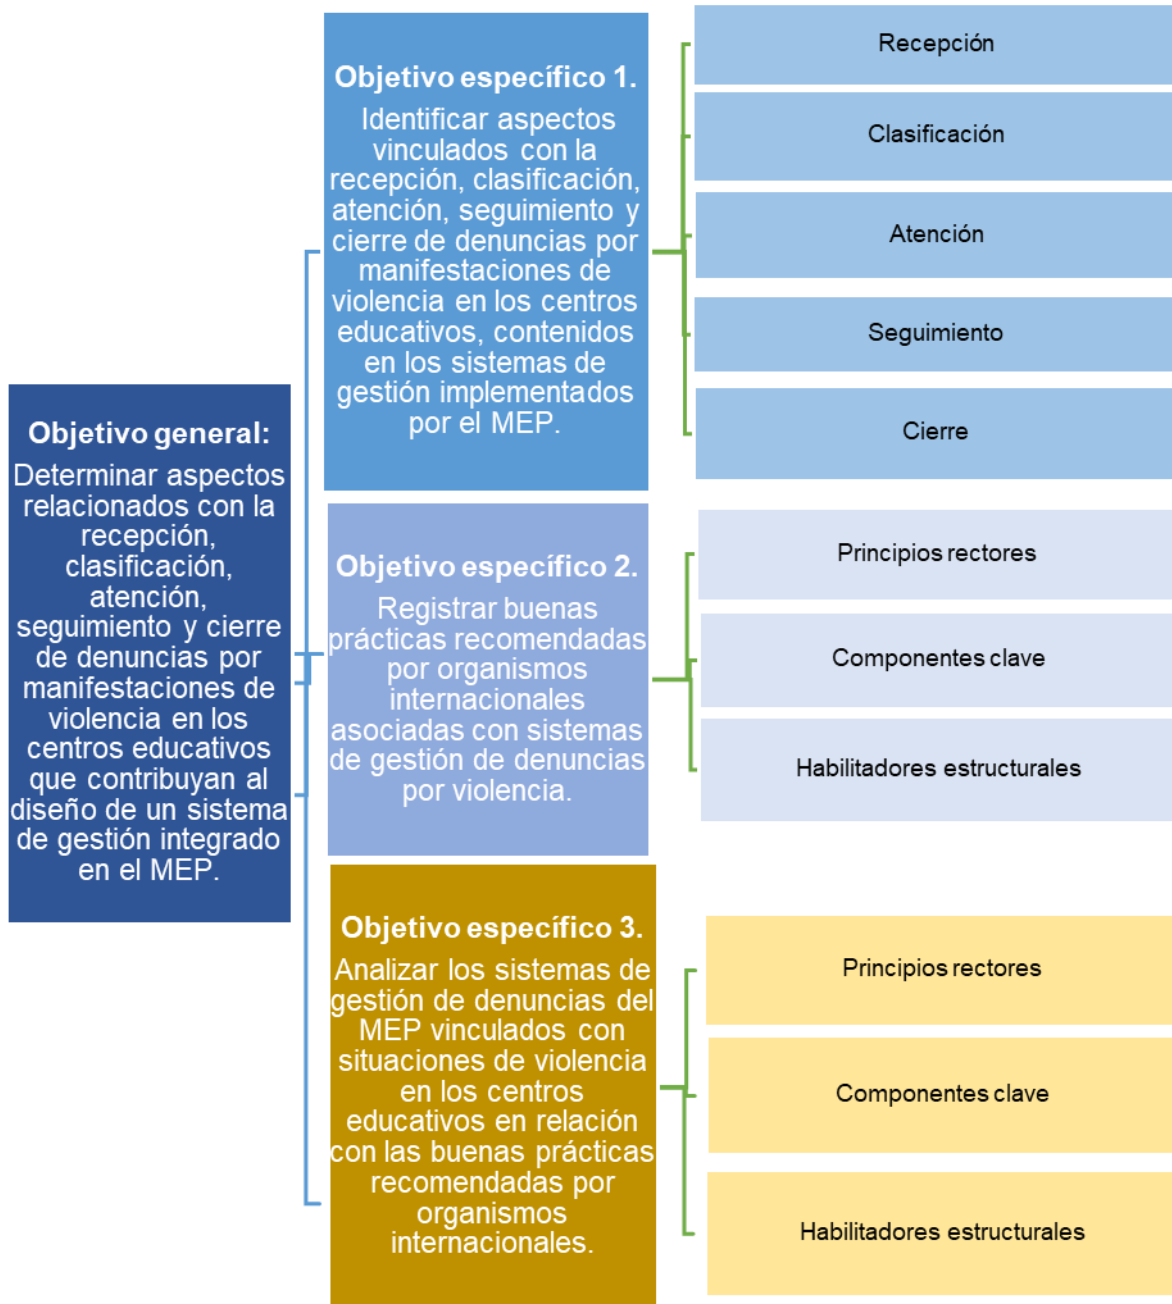 Objetivo general:
Determinar aspectos
relacionados con la
recepción,
clasificación,
atención,
seguimiento y cierre
de denuncias por
manifestaciones de
violencia en los
centros educativos
que contribuyan al
diseño de un sistema
de gestión integrado
en el MEP.
Objetivo específico 1.
Identificar aspectos
vinculados con la
recepción, clasificación,
atención, seguimiento y
cierre de denuncias por
manifestaciones de
violencia en los centros
educativos, contenidos
en los sistemas de
gestión implementados
por el MEP.
Recepción
Clasificación
Atención
Seguimiento
Cierre
Objetivo específico 2.
Registrar buenas
prácticas recomendadas
por organismos
internacionales
asociadas con sistemas
de gestión de denuncias
por violencia.
Principios rectores
Componentes clave
Habilitadores estructurales
Objetivo específico 3.
Analizar los sistemas de
gestión de denuncias del
MEP vinculados con
situaciones de violencia
en los centros
educativos en relación
con las buenas prácticas
recomendadas por
organismos
internacionales.
Principios rectores
Componentes clave
Habilitadores estructurales